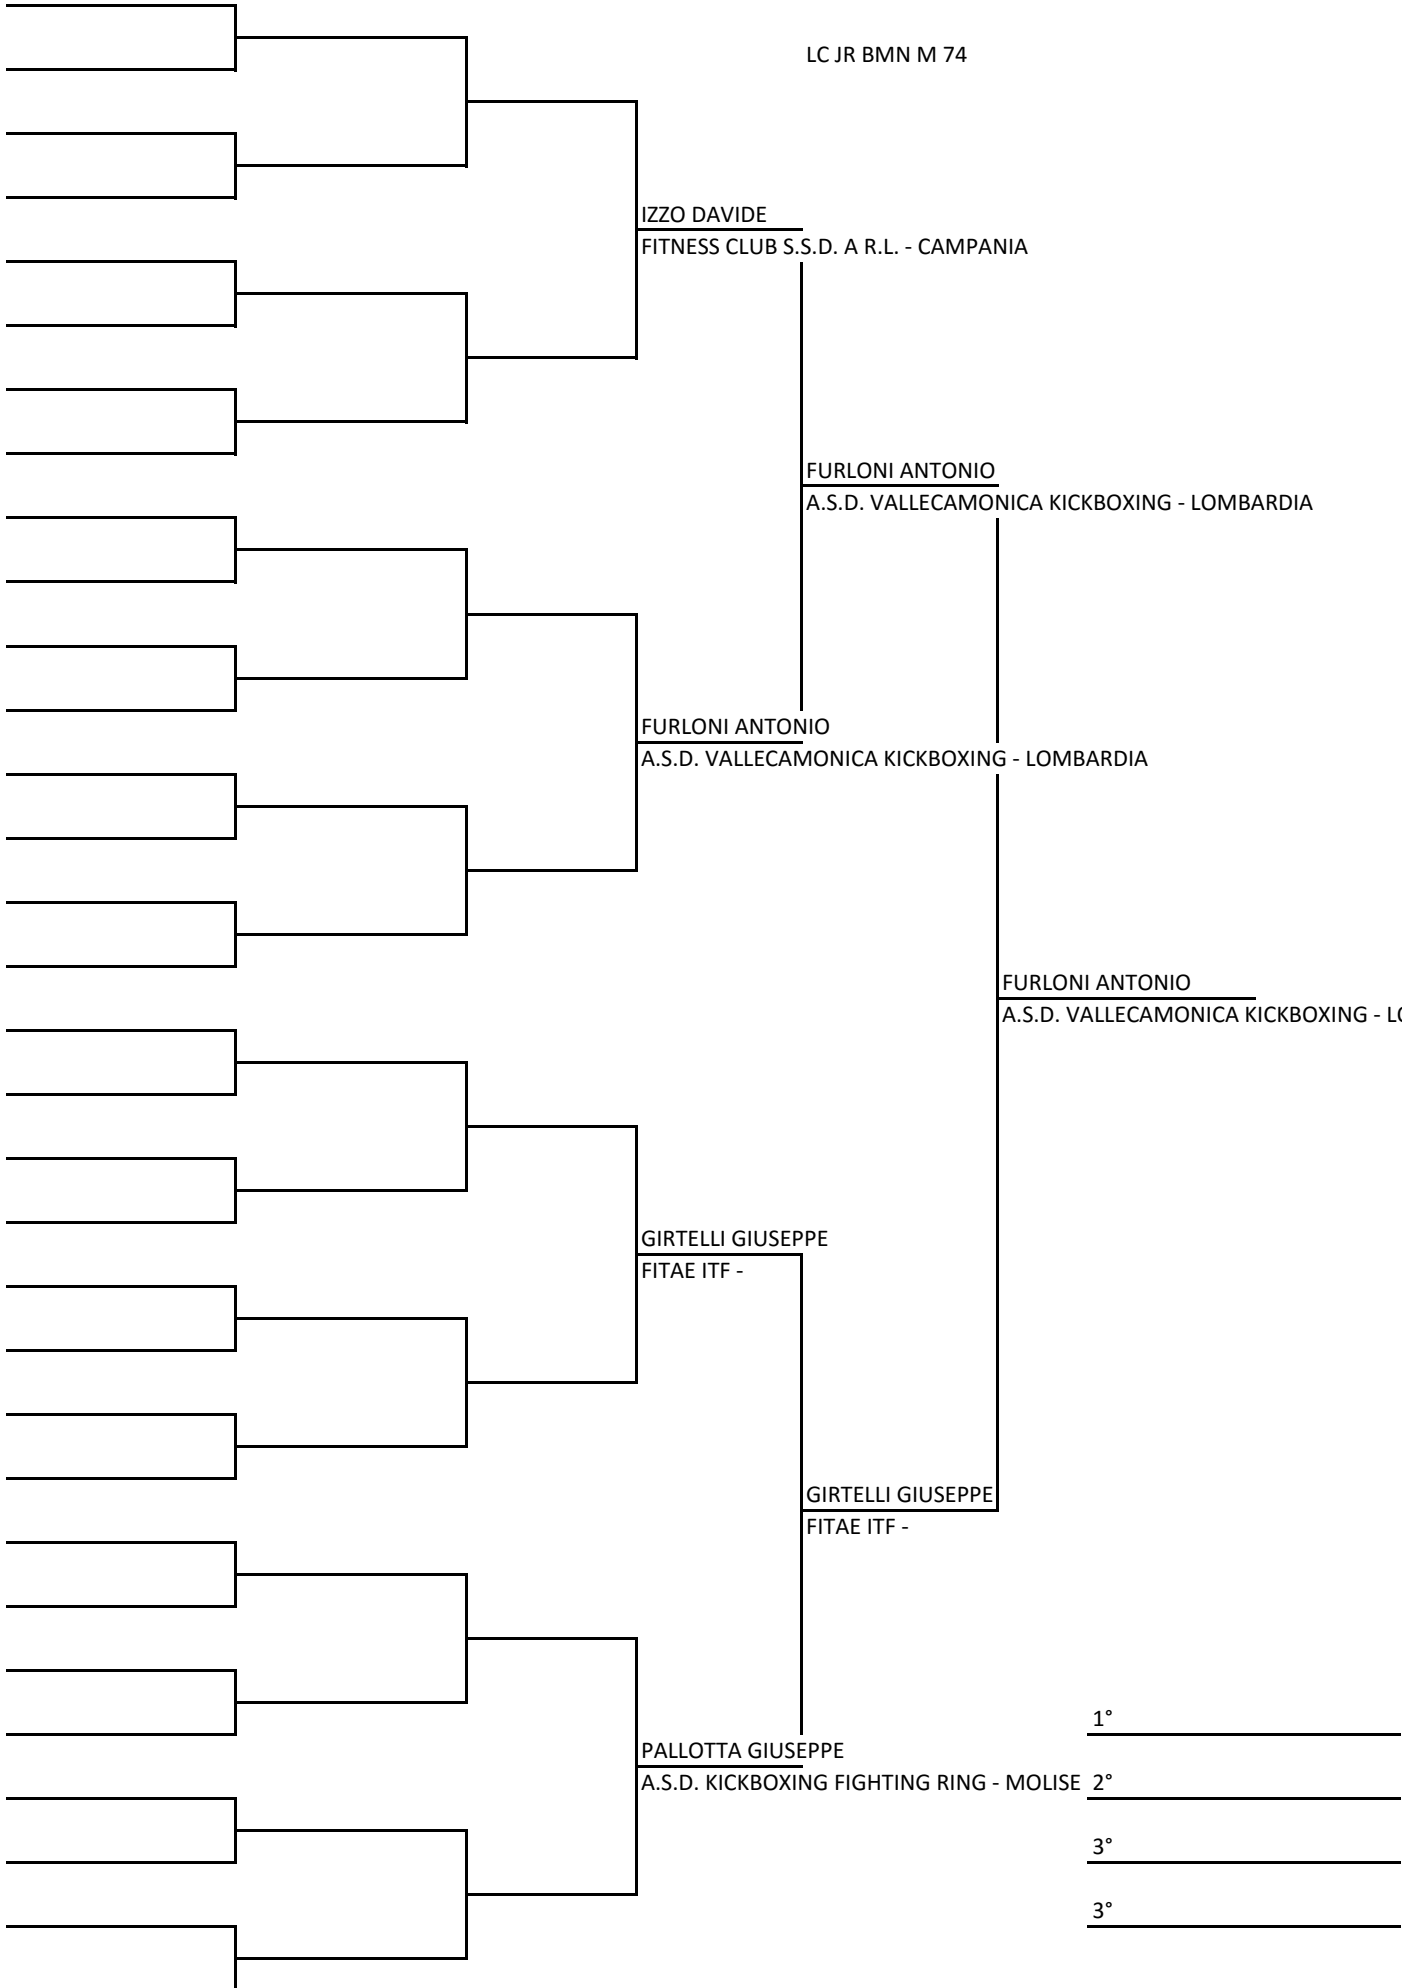 LC JR BMN M 74
IZZO DAVIDE
FITNESS CLUB S.S.D. A R.L. - CAMPANIA
FURLONI ANTONIO
A.S.D. VALLECAMONICA KICKBOXING - LOMBARDIA
FURLONI ANTONIO
A.S.D. VALLECAMONICA KICKBOXING - LOMBARDIA
FURLONI ANTONIO
A.S.D. VALLECAMONICA KICKBOXING - LO
GIRTELLI GIUSEPPE
FITAE ITF -
GIRTELLI GIUSEPPE
FITAE ITF -
1°
PALLOTTA GIUSEPPE
A.S.D. KICKBOXING FIGHTING RING - MOLISE 2°
3°
3°